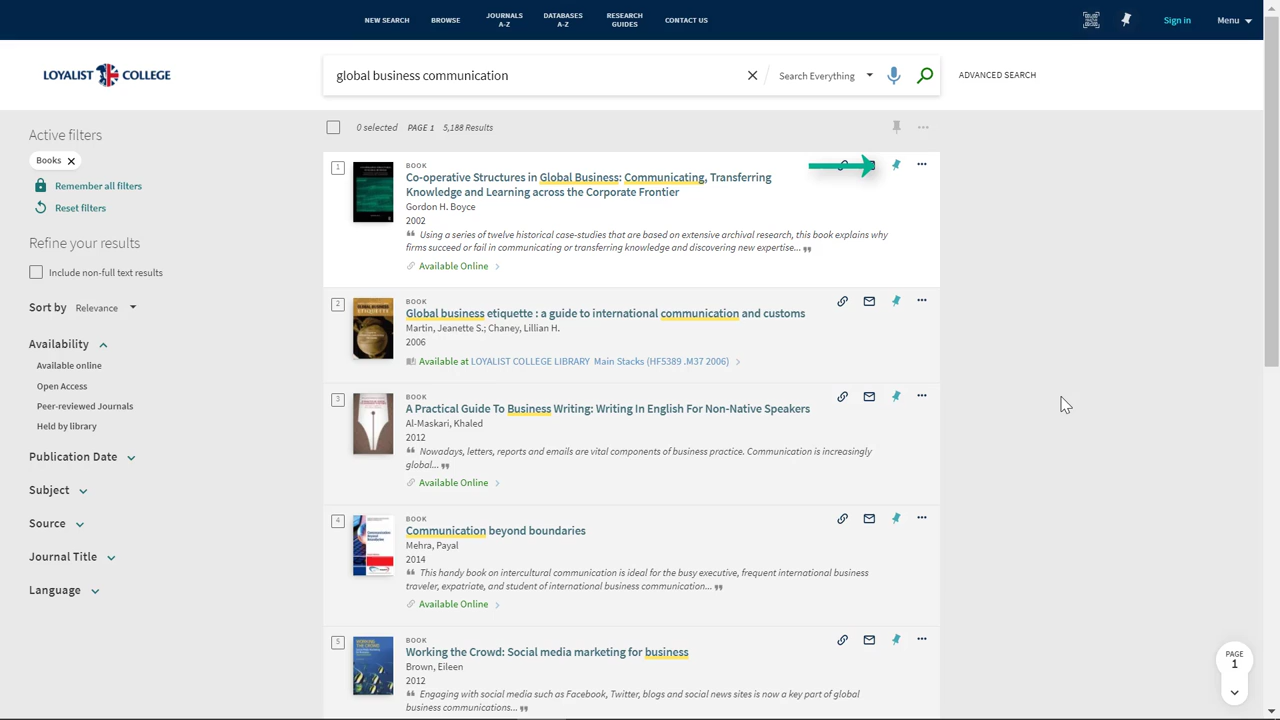 NEW SEARCH
BROWSE
JOURNALS
A-Z
DATABASES
A-Z
RESEARCH
GUIDES
CONTACT US
Sign in
Menu
LOYALIST COLLEGE
global business communication
Search Everything
ADVANCED SEARCH
Active filters
Books
Remember all filters
Reset filters
Refine your results
Include non-full text results
Sort by Relevance
Availability
Available online
Open Access
Peer-reviewed Journals
Held by library
Publication Date
Subject
Source
Journal Title
Language
0 selected PAGE 1 5,188 Results
1
BOOK
Co-operative Structures in Global Business: Communicating, Transferring
Knowledge and Learning across the Corporate Frontier
Gordon H. Boyce
2002
Using a series of twelve historical case-studies that are based on extensive archival research, this book explains why
firms succeed or fail in communicating or transferring knowledge and discovering new expertise...
Available Online
2
BOOK
Global business etiquette : a guide to international communication and customs
Martin, Jeanette S.; Chaney, Lillian H.
2006
Available at LOYALIST COLLEGE LIBRARY Main Stacks (HF5389 .M37 2006)
3
BOOK
A Practical Guide To Business Writing: Writing In English For Non-Native Speakers
Al-Maskari, Khaled
2012
Nowadays, letters, reports and emails are vital components of business practice. Communication is increasingly
global...
Available Online
4
BOOK
Communication beyond boundaries
Mehra, Payal
2014
This handy book on intercultural communication is ideal for the busy executive, frequent international business
traveler, expatriate, and student of international business communication...
Available Online
5
BOOK
Working the Crowd: Social media marketing for business
Brown, Eileen
2012
Engaging with social media such as Facebook, Twitter, blogs and social news sites is now a key part of global
business communications...
PAGE
1